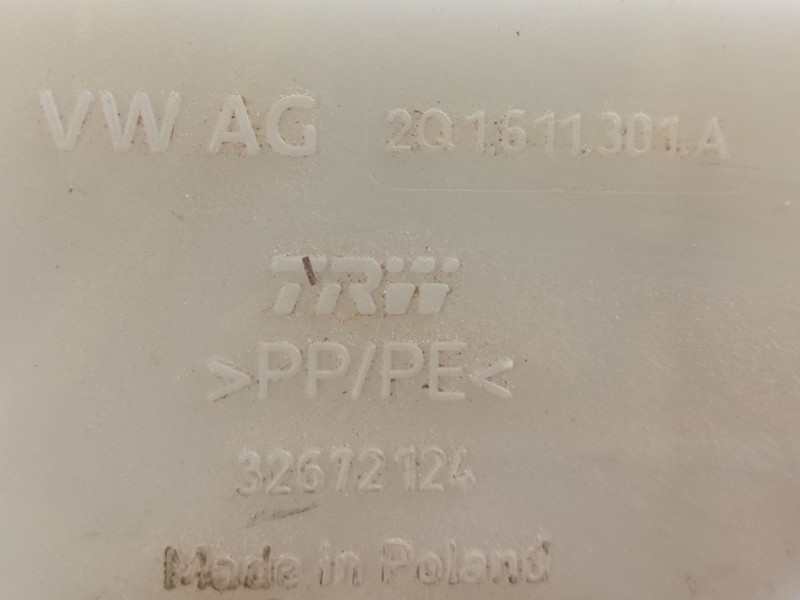 VW AG 2Q1.611.301.A
TRW
>PP/PE<
32672124
Made in Poland